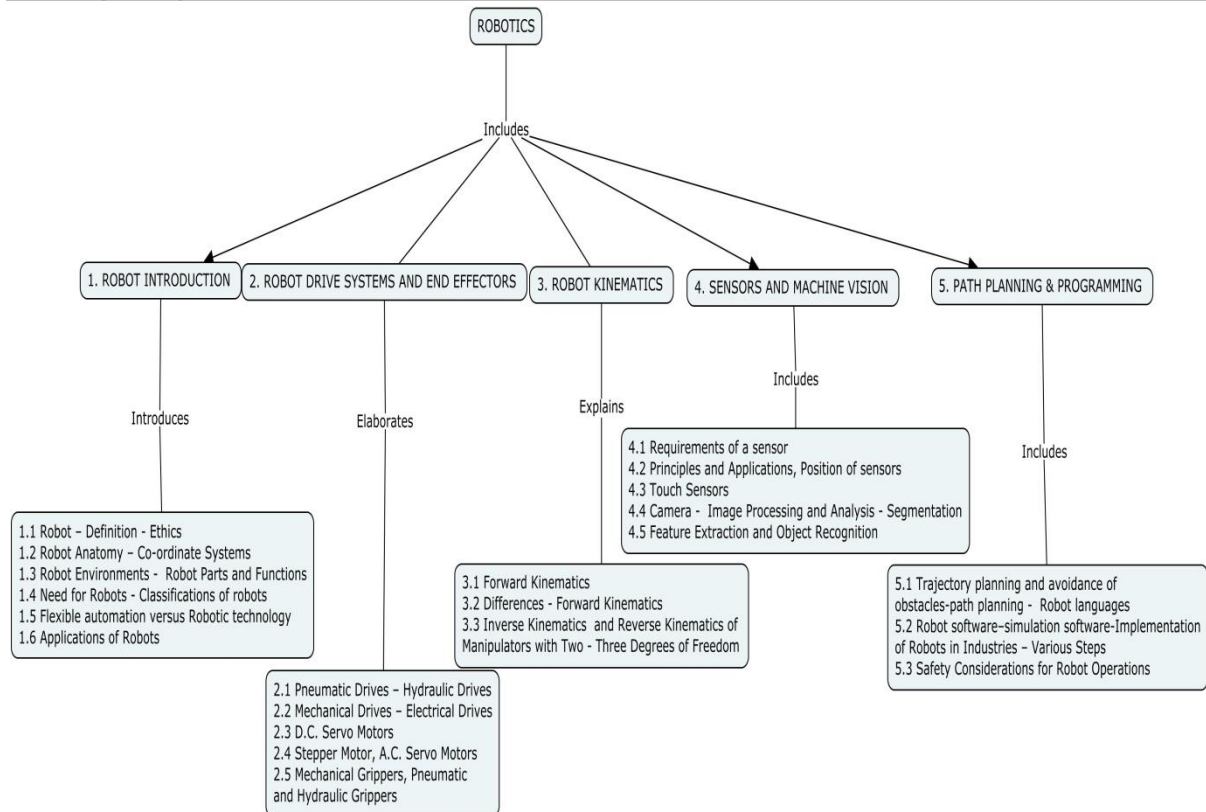 ROBOTICS
Includes
1. ROBOT INTRODUCTION
2. ROBOT DRIVE SYSTEMS AND END EFFECTORS
3. ROBOT KINEMATICS
4. SENSORS AND MACHINE VISION
5. PATH PLANNING & PROGRAMMING
Introduces
Elaborates
Explains
Includes
Includes
1.1 Robot – Definition - Ethics
1.2 Robot Anatomy – Co-ordinate Systems
1.3 Robot Environments - Robot Parts and Functions
1.4 Need for Robots - Classifications of robots
1.5 Flexible automation versus Robotic technology
1.6 Applications of Robots
2.1 Pneumatic Drives – Hydraulic Drives
2.2 Mechanical Drives – Electrical Drives
2.3 D.C. Servo Motors
2.4 Stepper Motor, A.C. Servo Motors
2.5 Mechanical Grippers, Pneumatic
and Hydraulic Grippers
3.1 Forward Kinematics
3.2 Differences - Forward Kinematics
3.3 Inverse Kinematics and Reverse Kinematics of
Manipulators with Two - Three Degrees of Freedom
4.1 Requirements of a sensor
4.2 Principles and Applications, Position of sensors
4.3 Touch Sensors
4.4 Camera - Image Processing and Analysis - Segmentation
4.5 Feature Extraction and Object Recognition
5.1 Trajectory planning and avoidance of
obstacles-path planning - Robot languages
5.2 Robot software–simulation software-Implementation
of Robots in Industries – Various Steps
5.3 Safety Considerations for Robot Operations